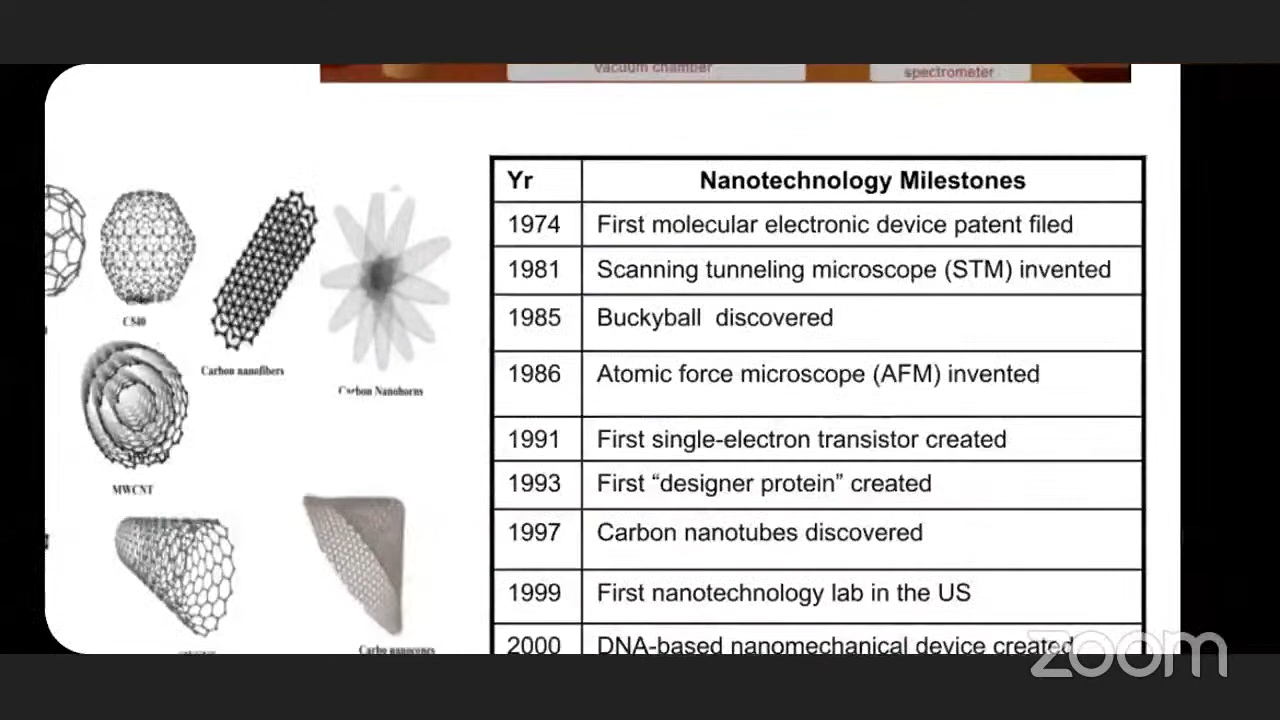 vacuum chamber
spectrometer
Yr Nanotechnology Milestones
1974 First molecular electronic device patent filed
1981 Scanning tunneling microscope (STM) invented
1985 Buckyball discovered
1986 Atomic force microscope (AFM) invented
1991 First single-electron transistor created
1993 First “designer protein” created
1997 Carbon nanotubes discovered
1999 First nanotechnology lab in the US
2000 DNA-based nanomechanical device created
C540
Carbon nanofibers
Carbon Nanohorns
MWCNT
Carbo nanocones
zoom